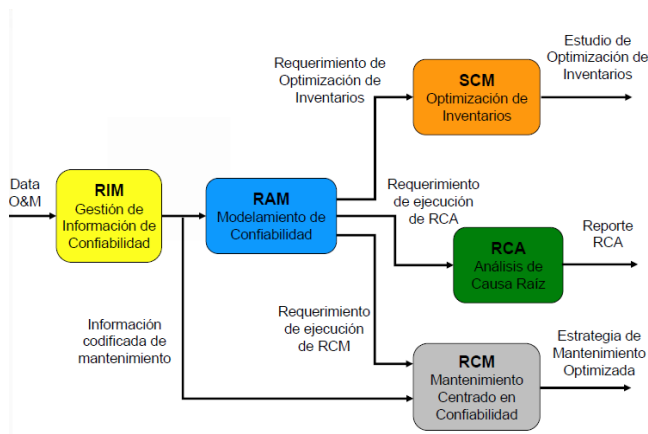 Requerimiento de
Optimización de
Inventarios
SCM
Optimización de
Inventarios
Estudio de
Optimización de
Inventarios
Data
O&M
RIM
Gestión de
Información de
Confiabilidad
RAM
Modelamiento de
Confiabilidad
Requerimiento
de ejecución
de RCA
RCA
Análisis de
Causa Raíz
Reporte
RCA
Información
codificada de
mantenimiento
Requerimiento
de ejecución
de RCM
RCM
Mantenimiento
Centrado en
Confiabilidad
Estrategia de
Mantenimiento
Optimizada